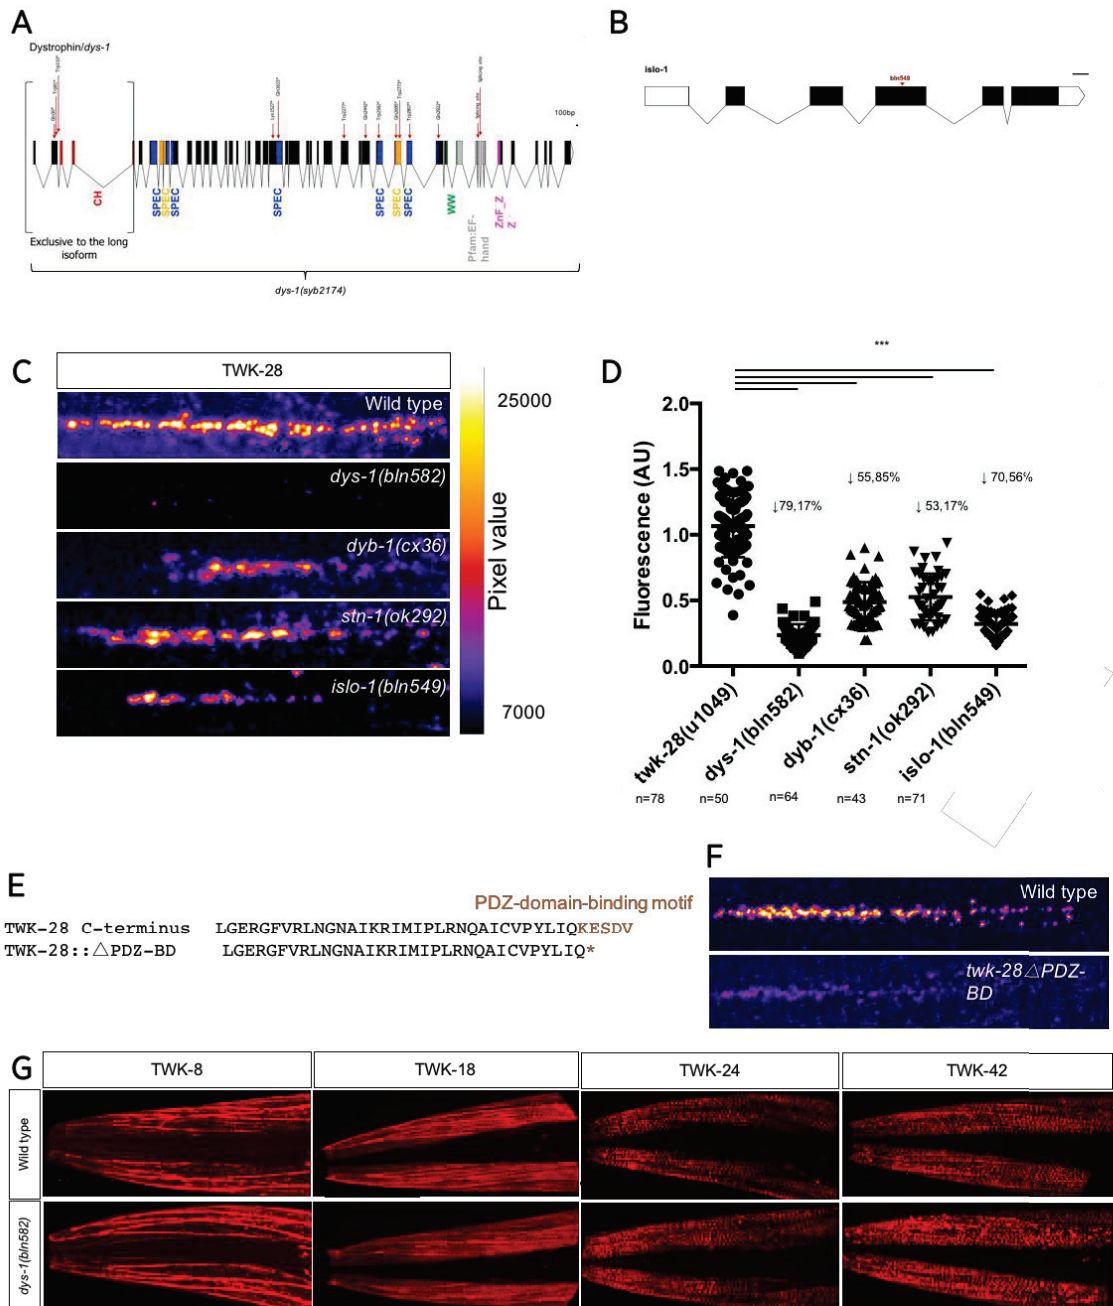 A
Dystrophin/dys-1
100bp
CH
SPEC
SPEC
SPEC
SPEC
SPEC
SPEC
SPEC
WW
Pfam:EF-
hand
ZnF_Z
Z
Exclusive to the long
isoform
dys-1(syb2174)
B
islo-1
bln549
C
TWK-28
Wild type
dys-1(bln582)
dyb-1(cx36)
stn-1(ok292)
islo-1(bln549)
25000
Pixel value
7000
D
***
Fluorescence (AU)
2.0
1.5
1.0
0.5
0.0
↓79,17%
↓ 55,85%
↓ 53,17%
↓ 70,56%
twk-28(u1049)
dys-1(bln582)
dyb-1(cx36)
stn-1(ok292)
islo-1(bln549)
n=78
n=50
n=64
n=43
n=71
E
PDZ-domain-binding motif
TWK-28 C-terminus LGERGFVRLNGNAIKRIMIPLRNQAICVPYLIQKESDV
TWK-28::△PDZ-BD LGERGFVRLNGNAIKRIMIPLRNQAICVPYLIQ*
F
Wild type
twk-28△PDZ-
BD
G
TWK-8
TWK-18
TWK-24
TWK-42
Wild type
dys-1(bln582)